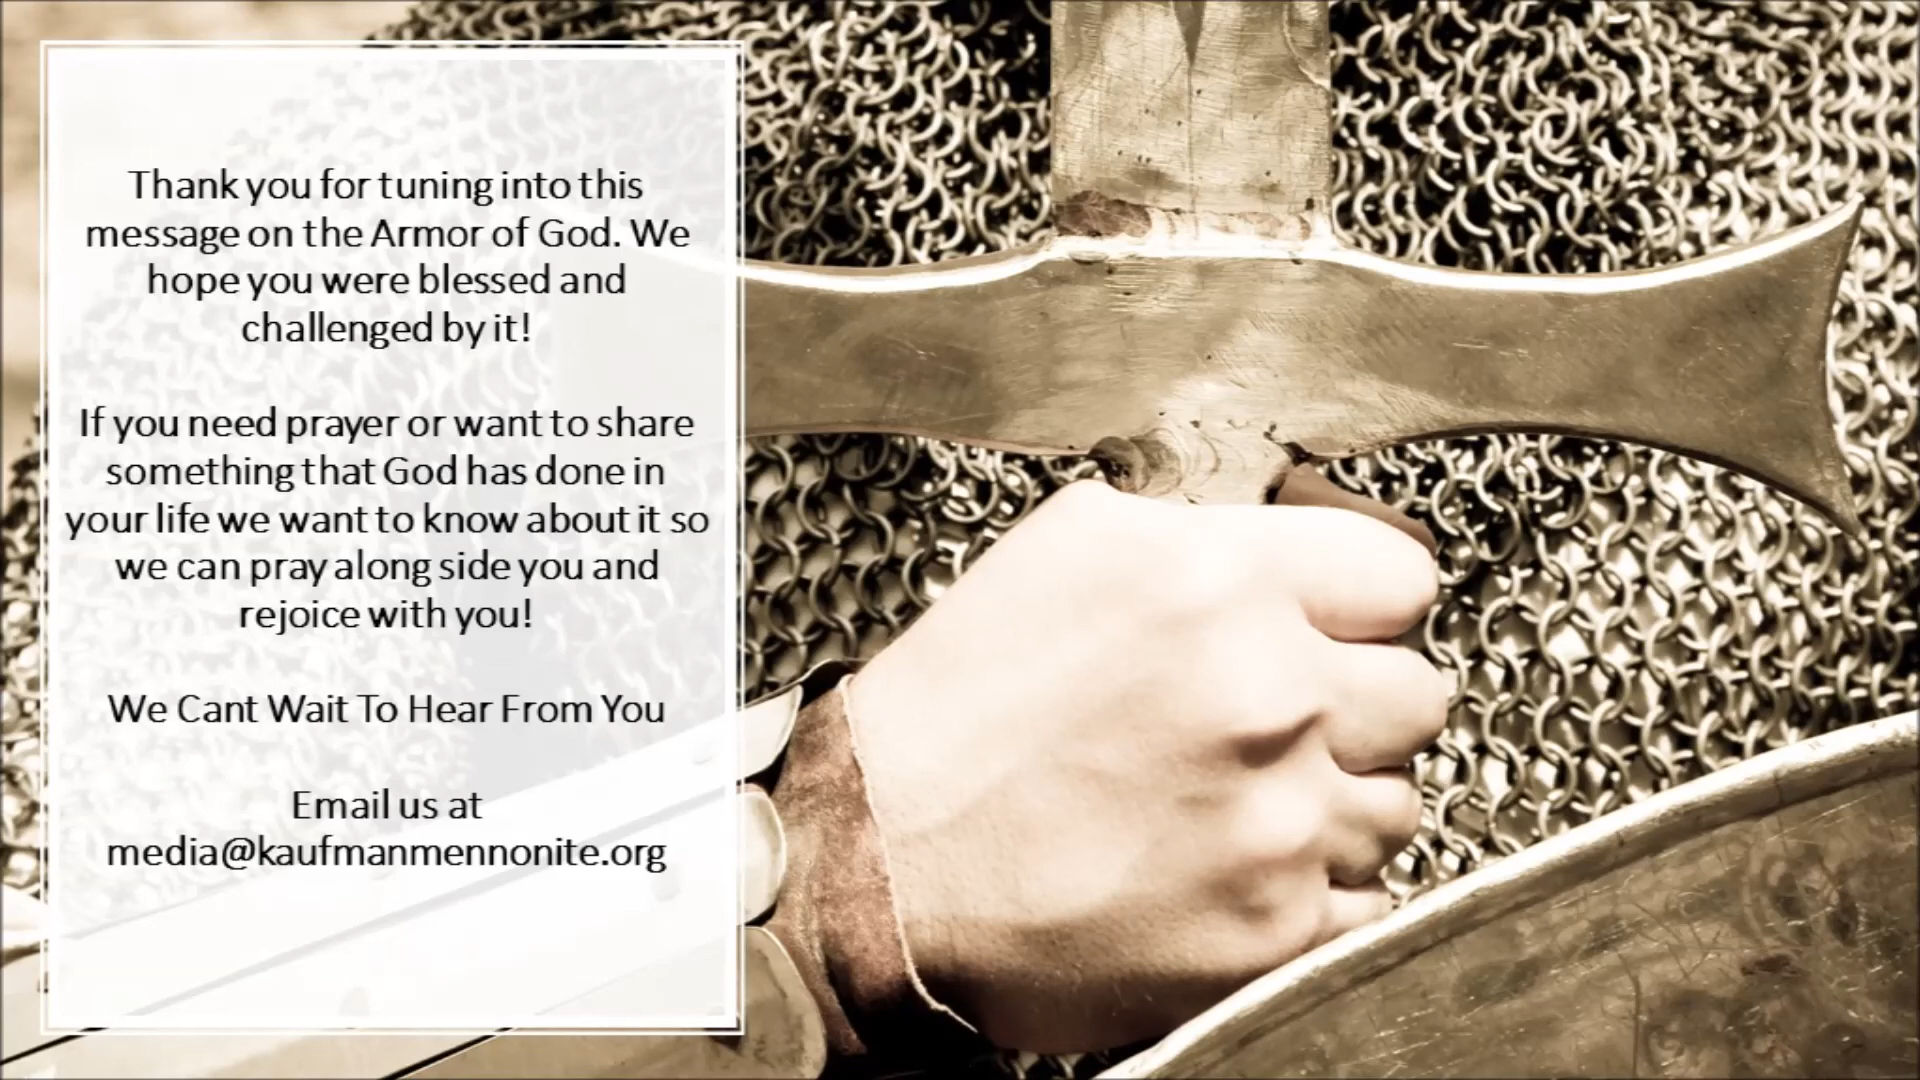 Thank you for tuning into this
message on the Armor of God. We
hope you were blessed and
challenged by it!
If you need prayer or want to share
something that God has done in
your life we want to know about it so
we can pray along side you and
rejoice with you!
We Cant Wait To Hear From You
Email us at
media@kaufmanmennonite.org